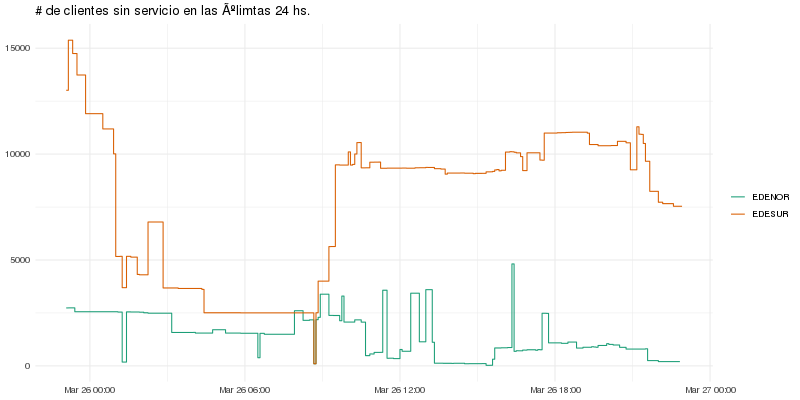 # de clientes sin servicio en las Ãºlimtas 24 hs.
15000
10000
5000
0
Mar 26 00:00
Mar 26 06:00
Mar 26 12:00
Mar 26 18:00
Mar 27 00:00
EDENOR
EDESUR